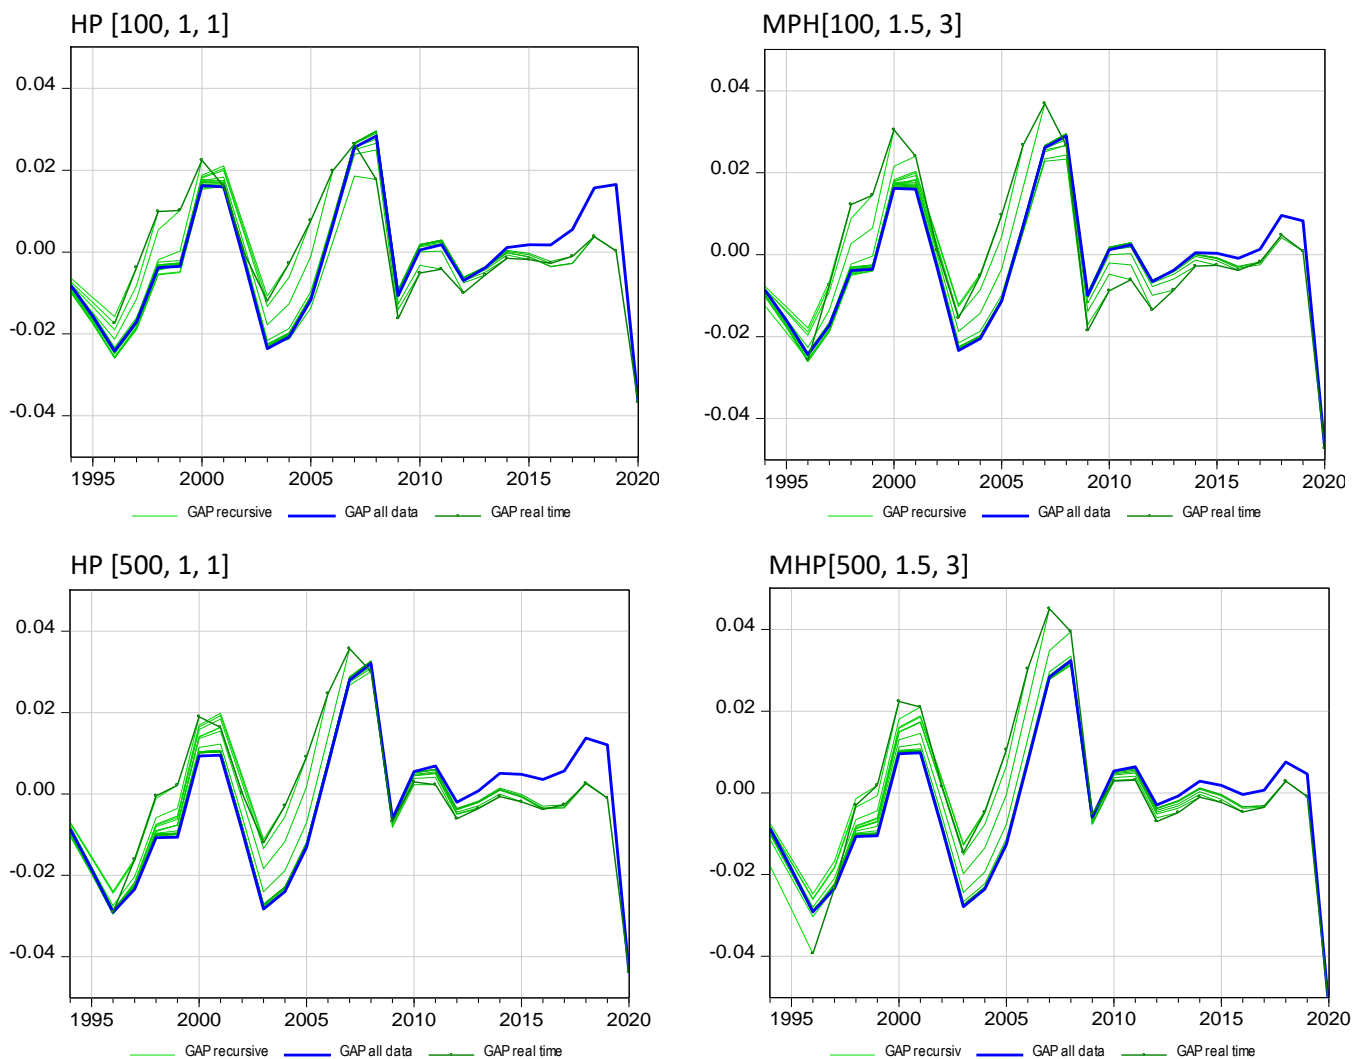 HP [100, 1, 1]
0.04
0.02
0.00
-0.02
-0.04
1995 2000 2005 2010 2015 2020
GAP recursive GAP all data GAP real time
MPH[100, 1.5, 3]
0.04
0.02
0.00
-0.02
-0.04
1995 2000 2005 2010 2015 2020
GAP recursive GAP all data GAP real time
HP [500, 1, 1]
0.04
0.02
0.00
-0.02
-0.04
1995 2000 2005 2010 2015 2020
GAP recursive GAP all data GAP real time
MHP[500, 1.5, 3]
0.04
0.02
0.00
-0.02
-0.04
1995 2000 2005 2010 2015 2020
GAP recursiv GAP all data GAP real time